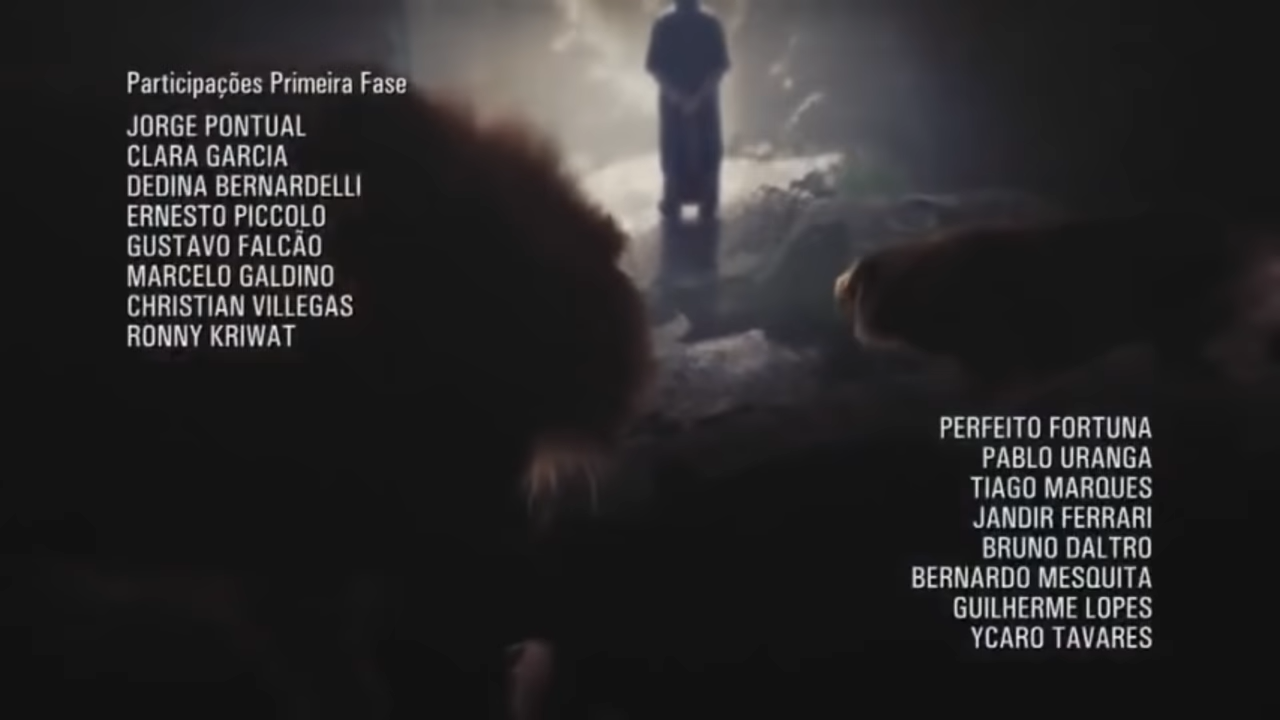 Participações Primeira Fase
JORGE PONTUAL
CLARA GARCIA
DEDINA BERNARDELLI
ERNESTO PICCOLO
GUSTAVO FALCÃO
MARCELO GALDINO
CHRISTIAN VILLEGAS
RONNY KRIWAT
PERFEITO FORTUNA
PABLO URANGA
TIAGO MARQUES
JANDIR FERRARI
BRUNO DALTRO
BERNARDO MESQUITA
GUILHERME LOPES
YCARO TAVARES